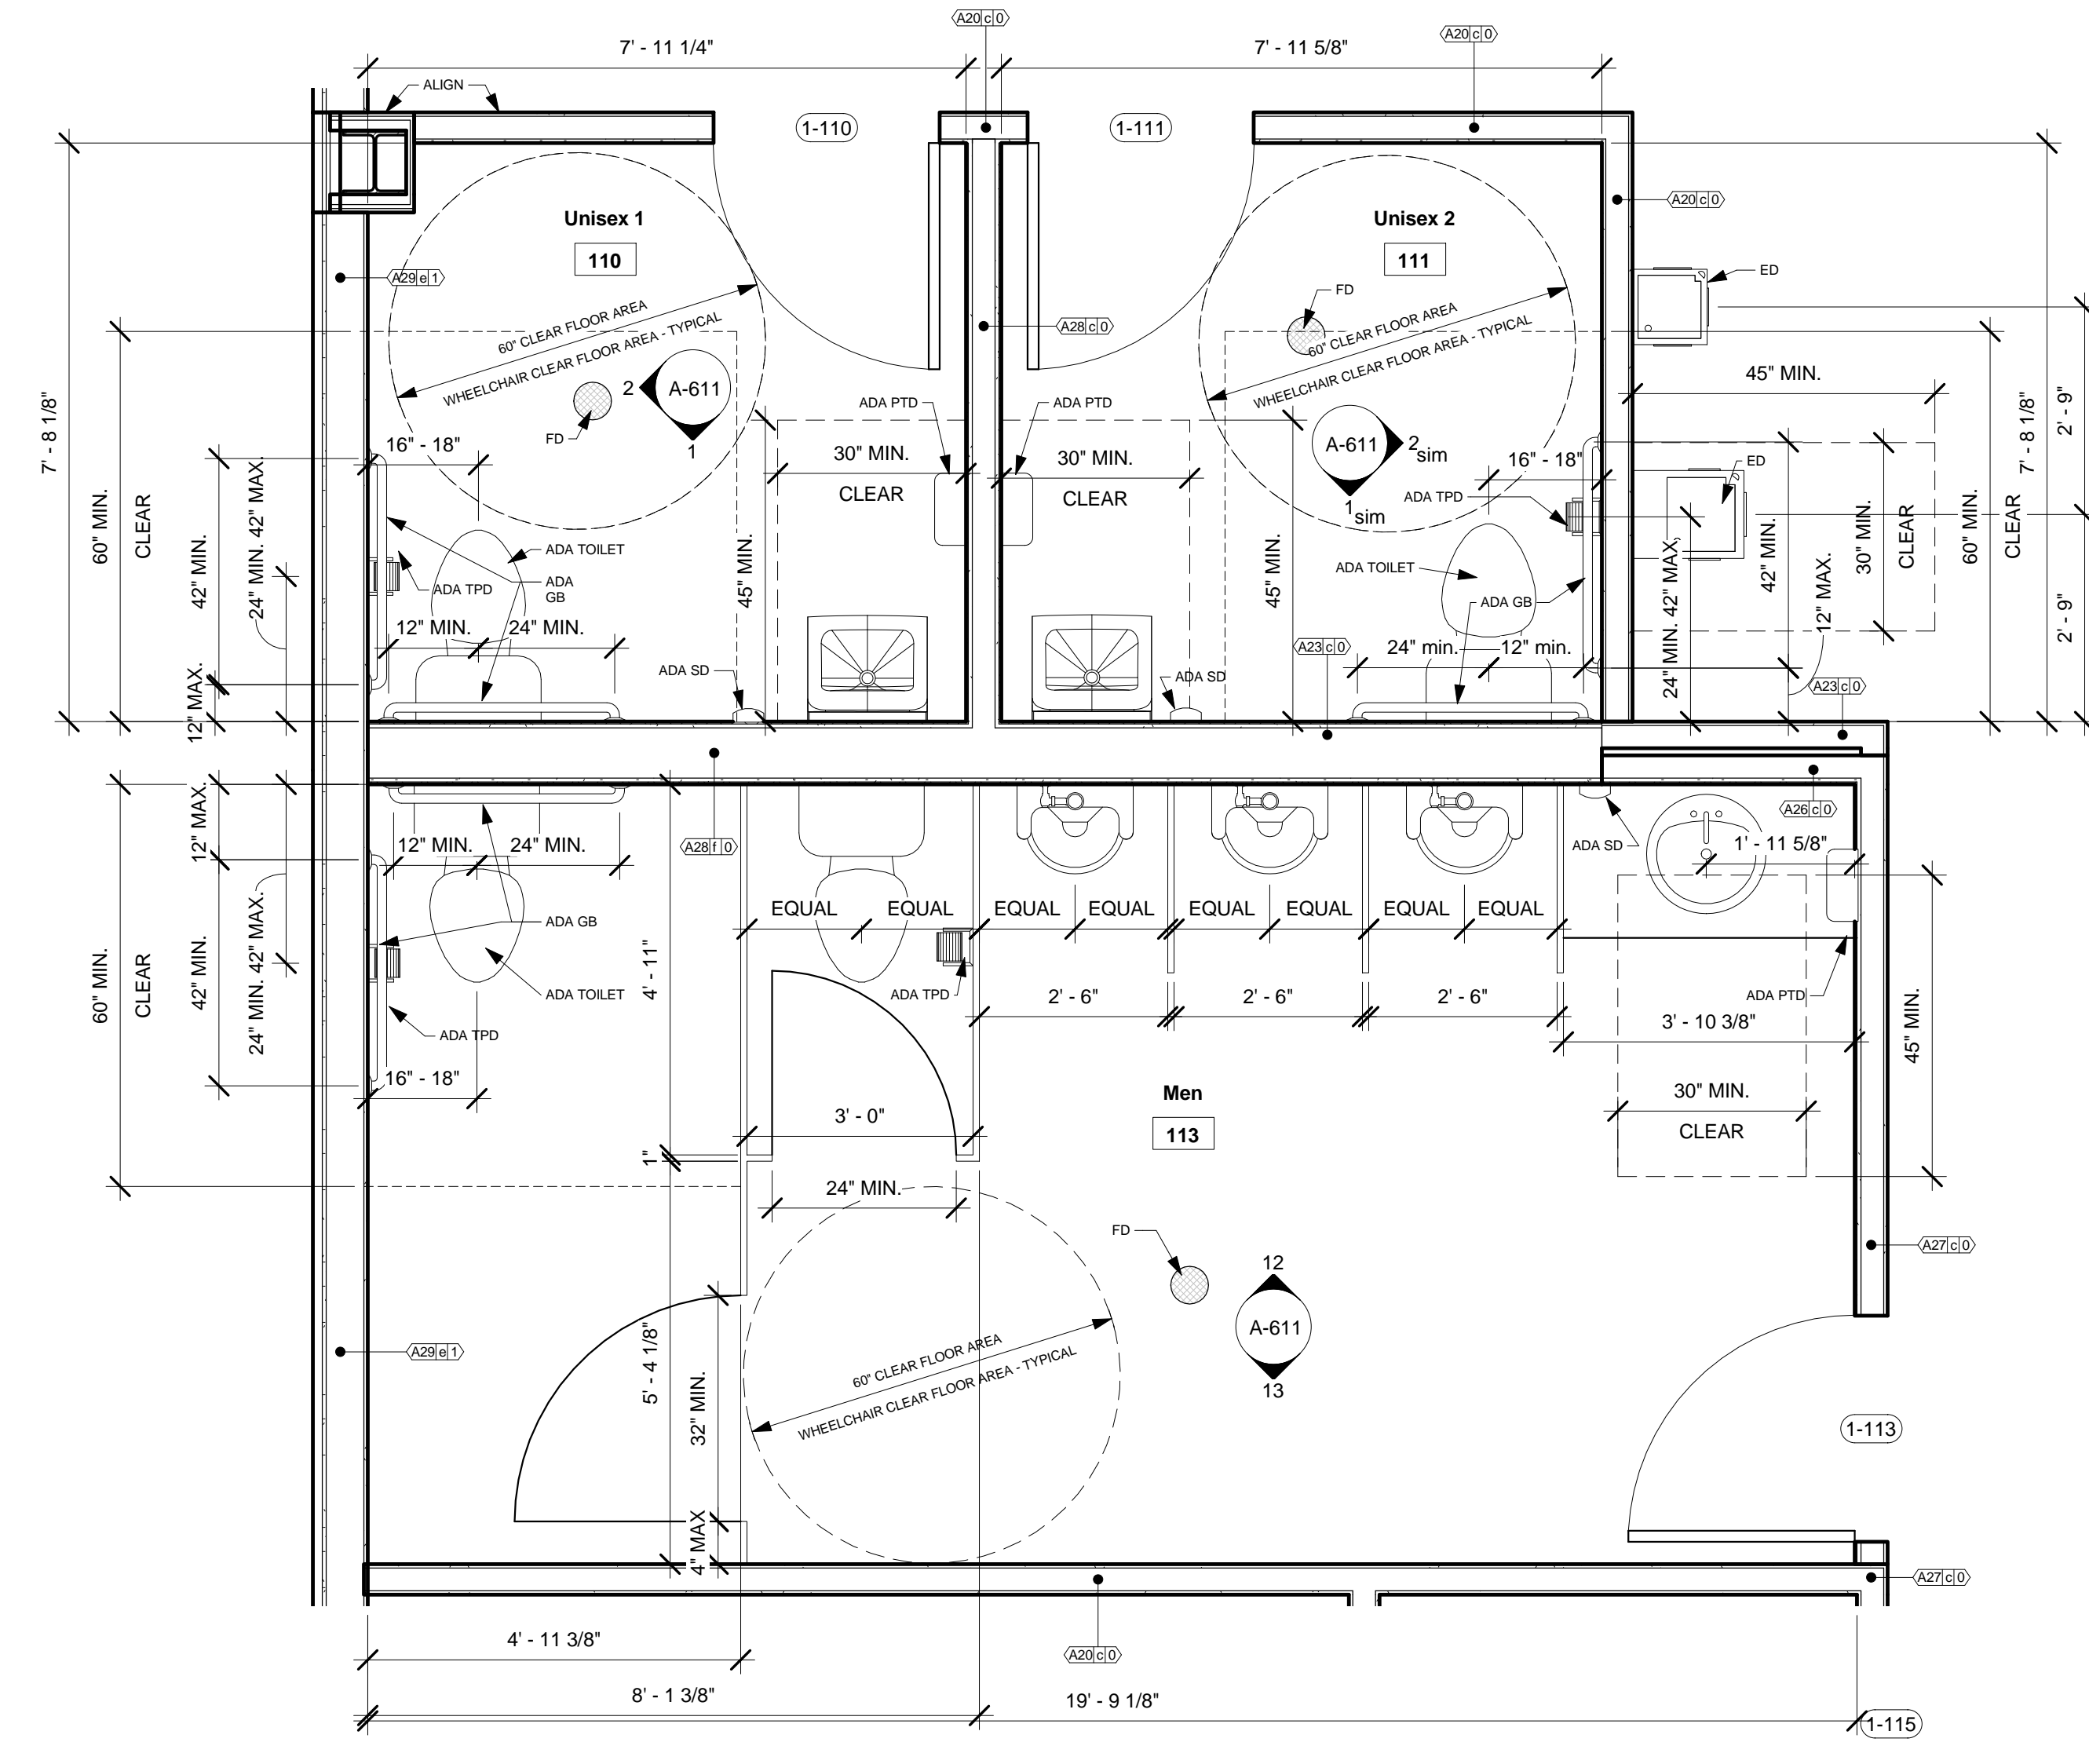 A20 c 0
A20 c 0
7' - 11 1/4"
7' - 11 5/8"
ALIGN
1-110
1-111
A20 c 0
Unisex 1
110
Unisex 2
111
A29 e 1
ED
FD
A28 c 0
60" CLEAR FLOOR AREA
WHEELCHAIR CLEAR FLOOR AREA - TYPICAL
60" CLEAR FLOOR AREA
WHEELCHAIR CLEAR FLOOR AREA - TYPICAL
2
A-611
1
FD
ADA PTD
ADA PTD
45" MIN.
A-611
2
sim
1
sim
7' - 8 1/8"
60" MIN.
CLEAR
42" MIN.
24" MIN. 42" MAX.
12" MAX.
16" - 18"
30" MIN.
CLEAR
30" MIN.
CLEAR
16" - 18"
ED
ADA TPD
ADA TOILET
ADA TPD
ADA
GB
45" MIN.
45" MIN.
ADA TOILET
ADA GB
12" MIN.
24" MIN.
24" min.
12" min.
ADA SD
ADA SD
A23 c 0
24" MIN. 42" MAX.
42" MIN.
12" MAX.
30" MIN.
CLEAR
60" MIN.
CLEAR
7' - 8 1/8"
2' - 9"
2' - 9"
A23 c 0
A26 c 0
A28 f 0
12" MAX.
42" MIN.
24" MIN. 42" MAX.
60" MIN.
CLEAR
12" MIN.
24" MIN.
ADA SD
1' - 11 5/8"
EQUAL
EQUAL
EQUAL
EQUAL
EQUAL
EQUAL
EQUAL
EQUAL
ADA GB
ADA TOILET
ADA TPD
16" - 18"
4' - 11"
ADA TPD
2' - 6"
2' - 6"
2' - 6"
ADA PTD
3' - 10 3/8"
45" MIN.
30" MIN.
CLEAR
Men
113
3' - 0"
1"
24" MIN.
FD
12
A-611
13
A27 c 0
5' - 4 1/8"
32" MIN.
4" MAX
60" CLEAR FLOOR AREA
WHEELCHAIR CLEAR FLOOR AREA - TYPICAL
A29 e 1
1-113
A27 c 0
4' - 11 3/8"
A20 c 0
8' - 1 3/8"
19' - 9 1/8"
1-115